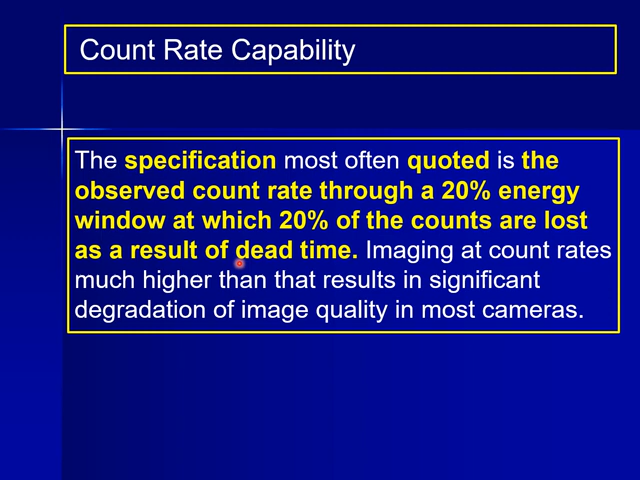 Count Rate Capability
The specification most often quoted is the
observed count rate through a 20% energy
window at which 20% of the counts are lost
as a result of dead time. Imaging at count rates
much higher than that results in significant
degradation of image quality in most cameras.